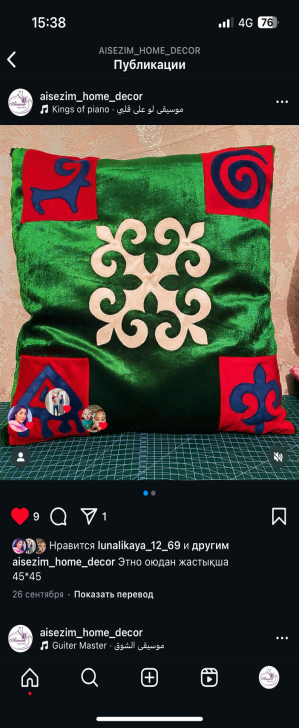 15:38
4G 76
AISEZIM_HOME_DECOR
Публикации
aisezim_home_decor
Kings of piano · موسيقى لو على قلبي
9
1
Нравится lunalikaya_12_69 и другим
aisezim_home_decor Этно оюдан жастықша
45*45
26 сентября · Показать перевод
aisezim_home_decor
Guiter Master · موسيقى الشوق